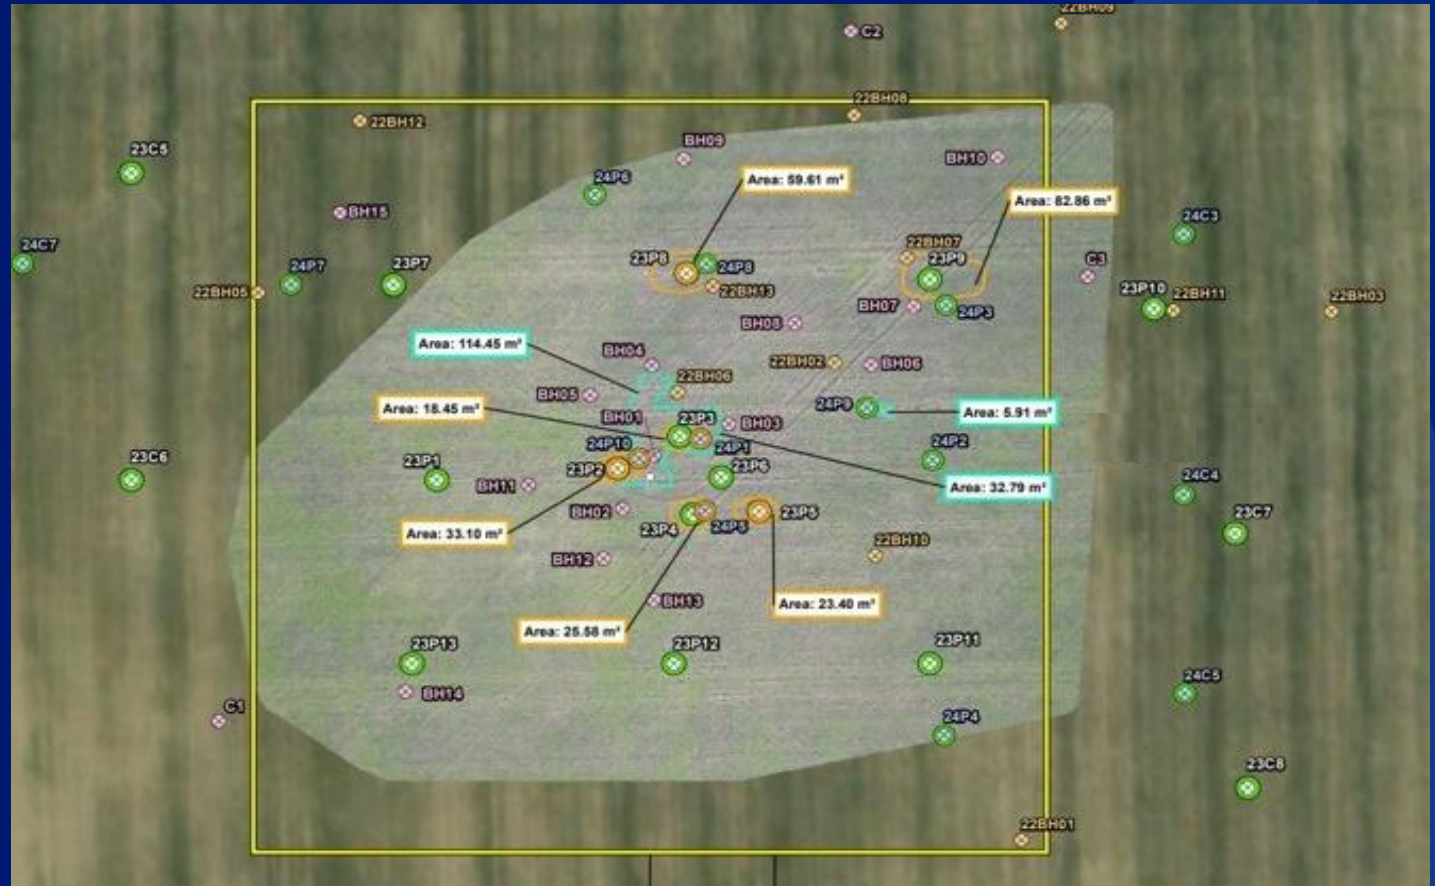 22BH09
C2
22BH08
22BH12
BH09
BH10
23C5
24P6
Area: 59.61 m²
Area: 82.86 m²
BH15
24C3
24C7
22BH07
23P8
24P8
23P9
C3
24P7
23P7
22BH05
22BH13
23P10
22BH11
22BH03
BH07
24P3
BH08
Area: 114.45 m²
BH04
22BH02
BH06
22BH06
BH05
Area: 18.45 m²
24P9
Area: 5.91 m²
BH01
23P3
BH03
24P10
24P1
24P2
23C6
23P1
23P2
23P6
24C4
BH11
Area: 32.79 m²
BH02
23P4
24P5
23P5
23C7
Area: 33.10 m²
22BH10
BH12
BH13
Area: 23.40 m²
Area: 25.58 m²
23P13
23P12
23P11
24C5
BH14
C1
24P4
23C8
22BH01